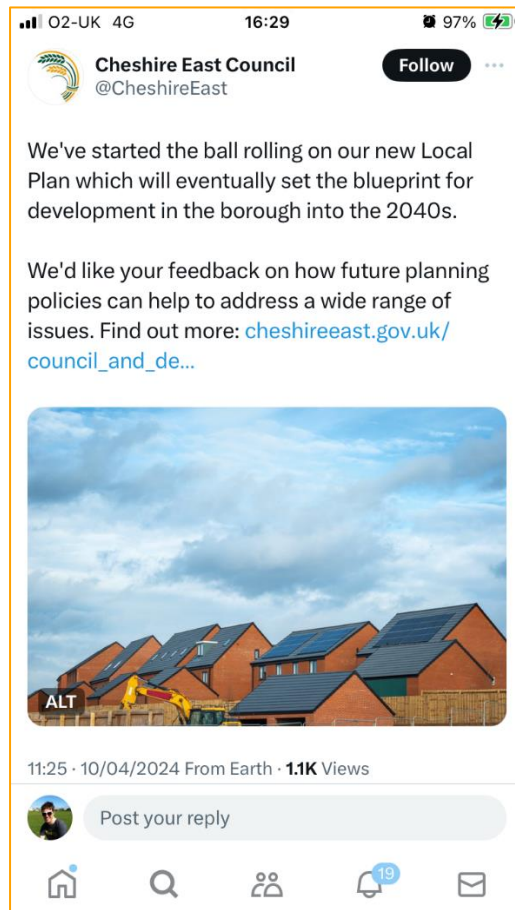 O2-UK 4G 16:29 97%
Cheshire East Council
Follow
@CheshireEast
We've started the ball rolling on our new Local
Plan which will eventually set the blueprint for
development in the borough into the 2040s.
We'd like your feedback on how future planning
policies can help to address a wide range of
issues. Find out more: cheshireeast.gov.uk/
council_and_de...
ALT
11:25 · 10/04/2024 From Earth · 1.1K Views
Post your reply
19